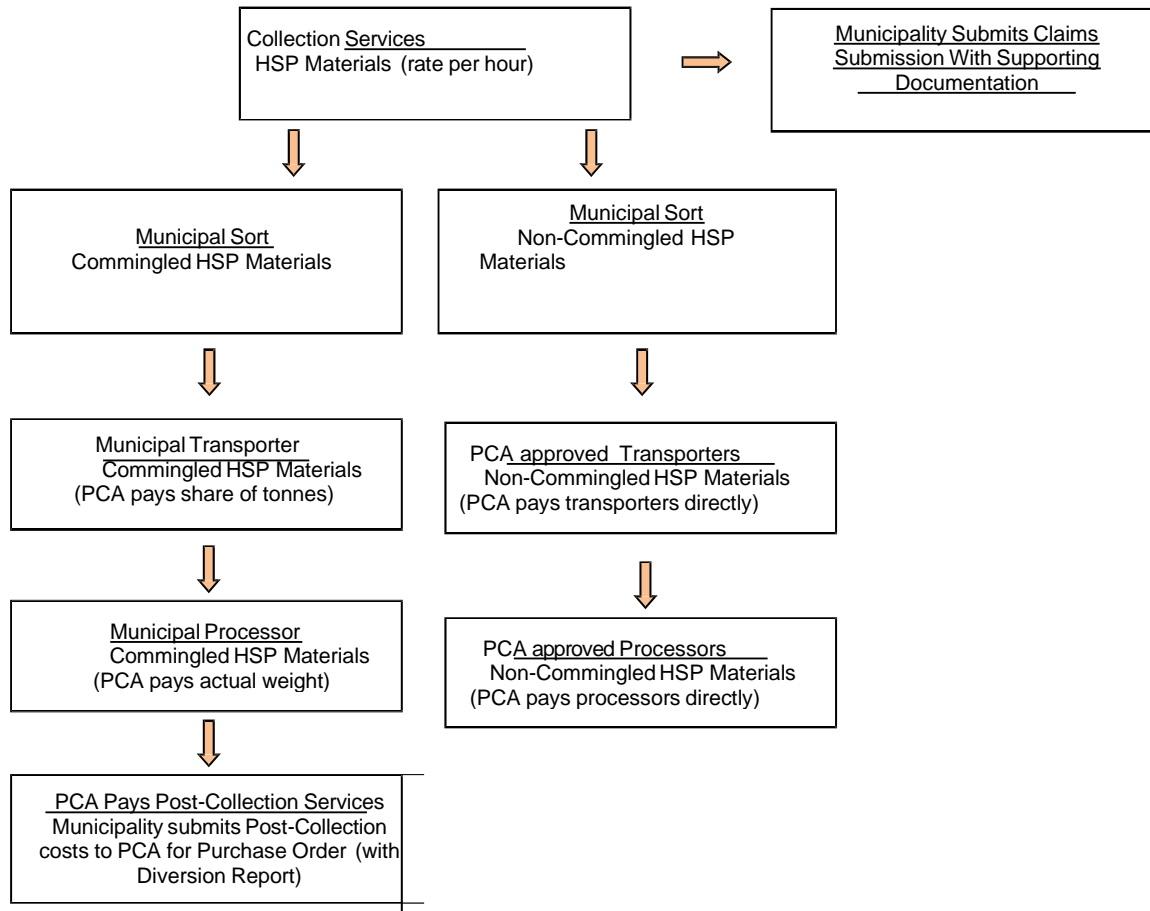 Collection Services
HSP Materials (rate per hour)
Municipality Submits Claims
Submission With Supporting
Documentation
Municipal Sort
Commingled HSP Materials
Municipal Sort
Non-Commingled HSP
Materials
Municipal Transporter
Commingled HSP Materials
(PCA pays share of tonnes)
PCA approved Transporters
Non-Commingled HSP Materials
(PCA pays transporters directly)
Municipal Processor
Commingled HSP Materials
(PCA pays actual weight)
PCA approved Processors
Non-Commingled HSP Materials
(PCA pays processors directly)
PCA Pays Post-Collection Services
Municipality submits Post-Collection
costs to PCA for Purchase Order (with
Diversion Report)